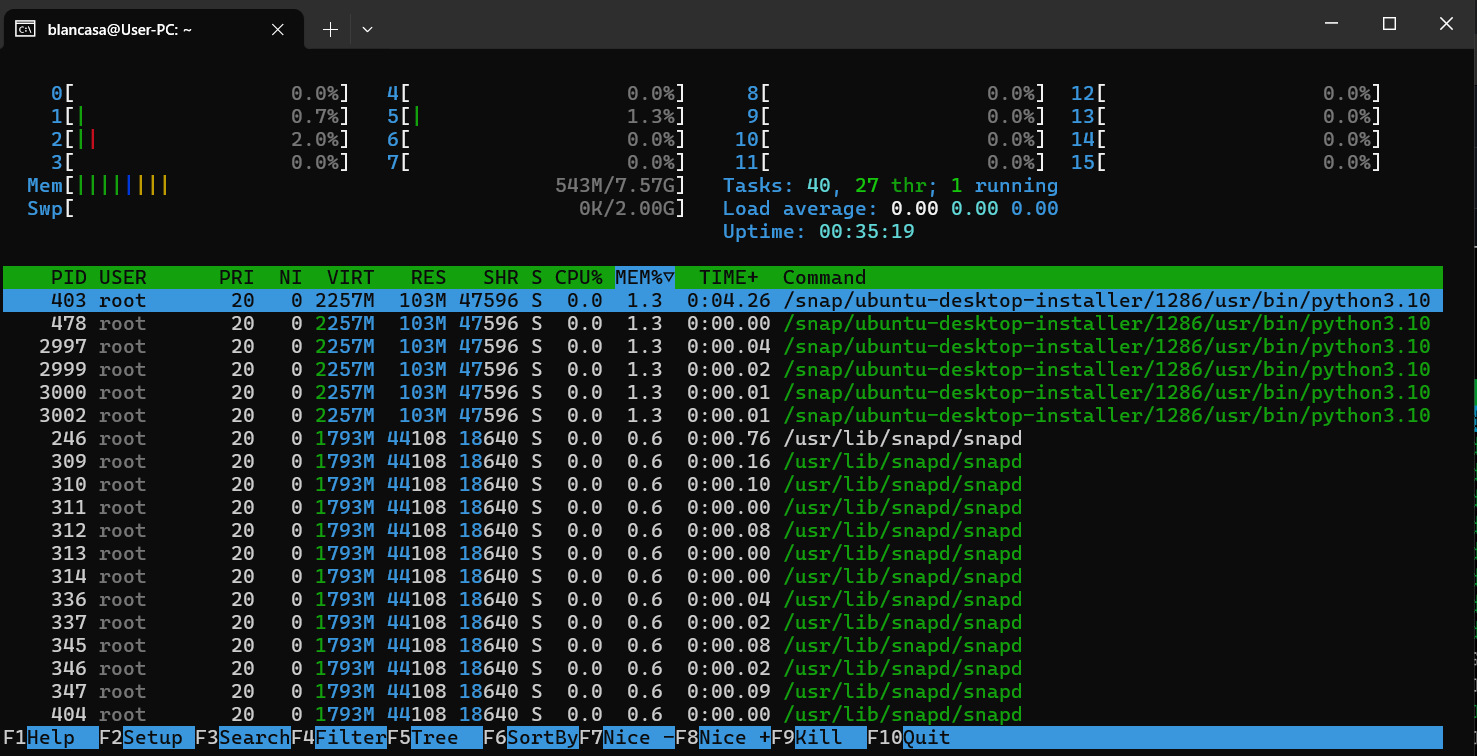 blancasa@User-PC: ~
0[ 0.0%] 4[ 0.0%] 8[ 0.0%] 12[ 0.0%]
1[| 0.7%] 5[| 1.3%] 9[ 0.0%] 13[ 0.0%]
2[|| 2.0%] 6[ 0.0%] 10[ 0.0%] 14[ 0.0%]
3[ 0.0%] 7[ 0.0%] 11[ 0.0%] 15[ 0.0%]
Mem[|||||||| 543M/7.57G] Tasks: 40, 27 thr; 1 running
Swp[ 0K/2.00G] Load average: 0.00 0.00 0.00
Uptime: 00:35:19
PID USER PRI NI VIRT RES SHR S CPU% MEM%▽ TIME+ Command
403 root 20 0 2257M 103M 47596 S 0.0 1.3 0:04.26 /snap/ubuntu-desktop-installer/1286/usr/bin/python3.10
478 root 20 0 2257M 103M 47596 S 0.0 1.3 0:00.00 /snap/ubuntu-desktop-installer/1286/usr/bin/python3.10
2997 root 20 0 2257M 103M 47596 S 0.0 1.3 0:00.04 /snap/ubuntu-desktop-installer/1286/usr/bin/python3.10
2999 root 20 0 2257M 103M 47596 S 0.0 1.3 0:00.02 /snap/ubuntu-desktop-installer/1286/usr/bin/python3.10
3000 root 20 0 2257M 103M 47596 S 0.0 1.3 0:00.01 /snap/ubuntu-desktop-installer/1286/usr/bin/python3.10
3002 root 20 0 2257M 103M 47596 S 0.0 1.3 0:00.01 /snap/ubuntu-desktop-installer/1286/usr/bin/python3.10
246 root 20 0 1793M 44108 18640 S 0.0 0.6 0:00.76 /usr/lib/snapd/snapd
309 root 20 0 1793M 44108 18640 S 0.0 0.6 0:00.16 /usr/lib/snapd/snapd
310 root 20 0 1793M 44108 18640 S 0.0 0.6 0:00.10 /usr/lib/snapd/snapd
311 root 20 0 1793M 44108 18640 S 0.0 0.6 0:00.00 /usr/lib/snapd/snapd
312 root 20 0 1793M 44108 18640 S 0.0 0.6 0:00.08 /usr/lib/snapd/snapd
313 root 20 0 1793M 44108 18640 S 0.0 0.6 0:00.00 /usr/lib/snapd/snapd
314 root 20 0 1793M 44108 18640 S 0.0 0.6 0:00.00 /usr/lib/snapd/snapd
336 root 20 0 1793M 44108 18640 S 0.0 0.6 0:00.04 /usr/lib/snapd/snapd
337 root 20 0 1793M 44108 18640 S 0.0 0.6 0:00.02 /usr/lib/snapd/snapd
345 root 20 0 1793M 44108 18640 S 0.0 0.6 0:00.08 /usr/lib/snapd/snapd
346 root 20 0 1793M 44108 18640 S 0.0 0.6 0:00.02 /usr/lib/snapd/snapd
347 root 20 0 1793M 44108 18640 S 0.0 0.6 0:00.09 /usr/lib/snapd/snapd
404 root 20 0 1793M 44108 18640 S 0.0 0.6 0:00.00 /usr/lib/snapd/snapd
F1Help F2Setup F3SearchF4FilterF5Tree F6SortByF7Nice -F8Nice +F9Kill F10Quit